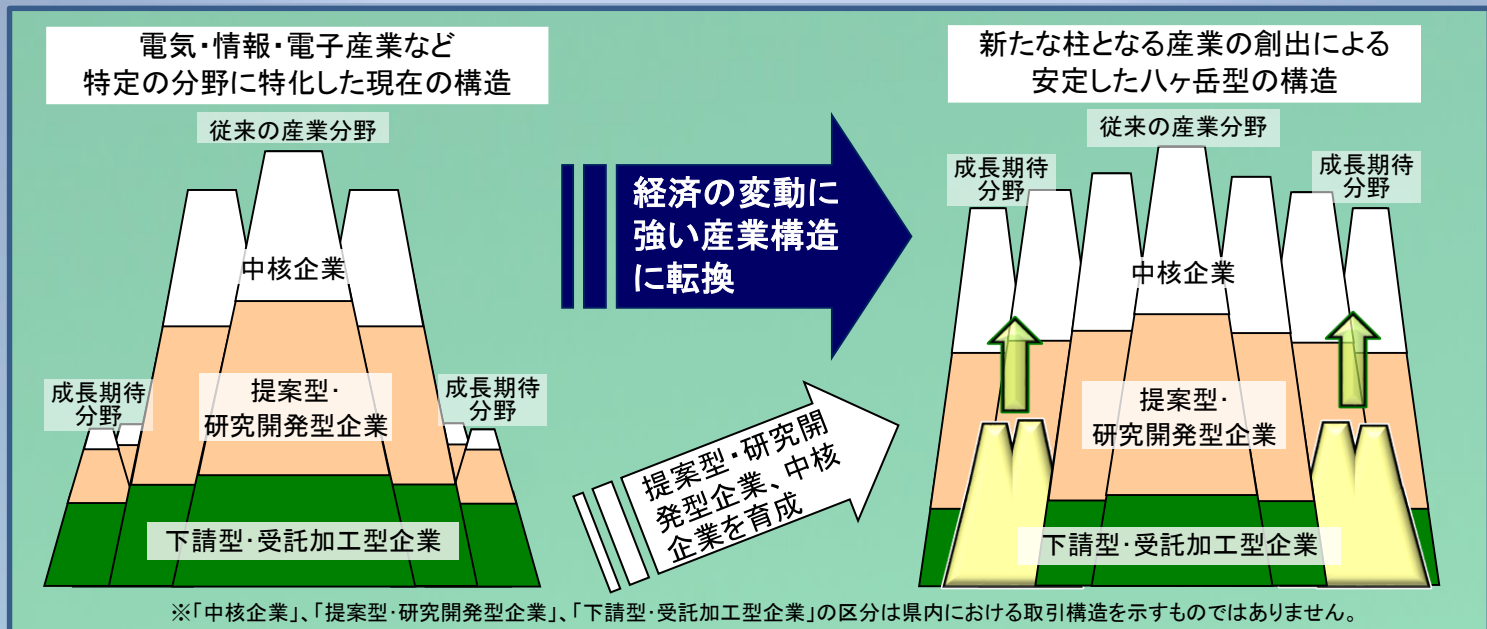 電気・情報・電子産業など
特定の分野に特化した現在の構造
従来の産業分野
中核企業
成長期待
分野
提案型・
研究開発型企業
成長期待
分野
下請型・受託加工型企業
経済の変動に
強い産業構造
に転換
提案型・研究開
発型企業、中核
企業を育成
新たな柱となる産業の創出による
安定した八ヶ岳型の構造
従来の産業分野
成長期待
分野
成長期待
分野
中核企業
提案型・
研究開発型企業
下請型・受託加工型企業
※「中核企業」、「提案型・研究開発型企業」、「下請型・受託加工型企業」の区分は県内における取引構造を示すものではありません。